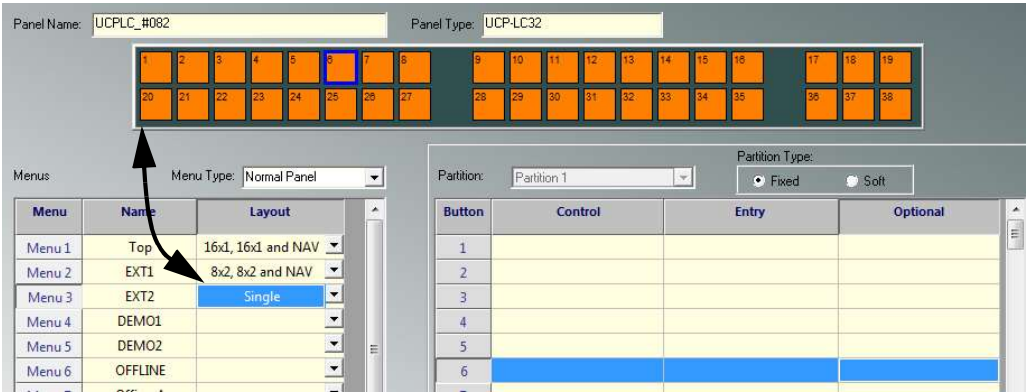 Panel Name: UCPLC_#082 Panel Type: UCP-LC32
1 2 3 4 5 6 7 8 9 10 11 12 13 14 15 16 17 18 19
20 21 22 23 24 25 26 27 28 29 30 31 32 33 34 35 36 37 38
Partition Type:
Menus Menu Type: Normal Panel Partition: Partition 1 Fixed Soft
Menu Name Layout Button Control Entry Optional
Menu 1 Top 16x1, 16x1 and NAV 1
Menu 2 EXT1 8x2, 8x2 and NAV 2
Menu 3 EXT2 Single 3
Menu 4 DEMO1 4
Menu 5 DEMO2 5
Menu 6 OFFLINE 6